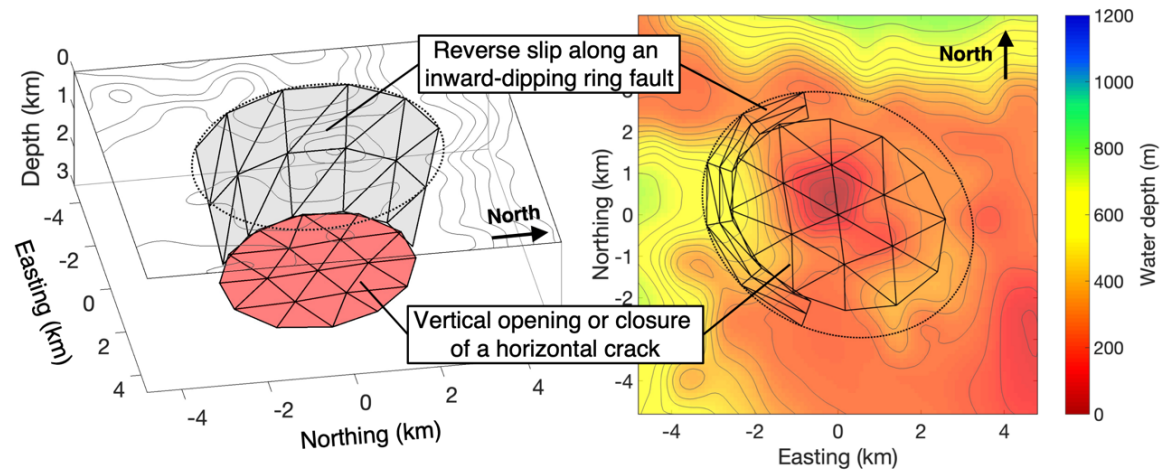 Reverse slip along an
inward-dipping ring fault
Vertical opening or closure
of a horizontal crack
0
1
2
3
Depth (km)
-4
-2
0
2
4
Easting (km)
-4
-2
0
2
4
Northing (km)
North
North
2
1
0
-1
-2
-4
Northing (km)
-4
-2
0
2
4
Easting (km)
1200
1000
800
600
400
200
0
Water depth (m)